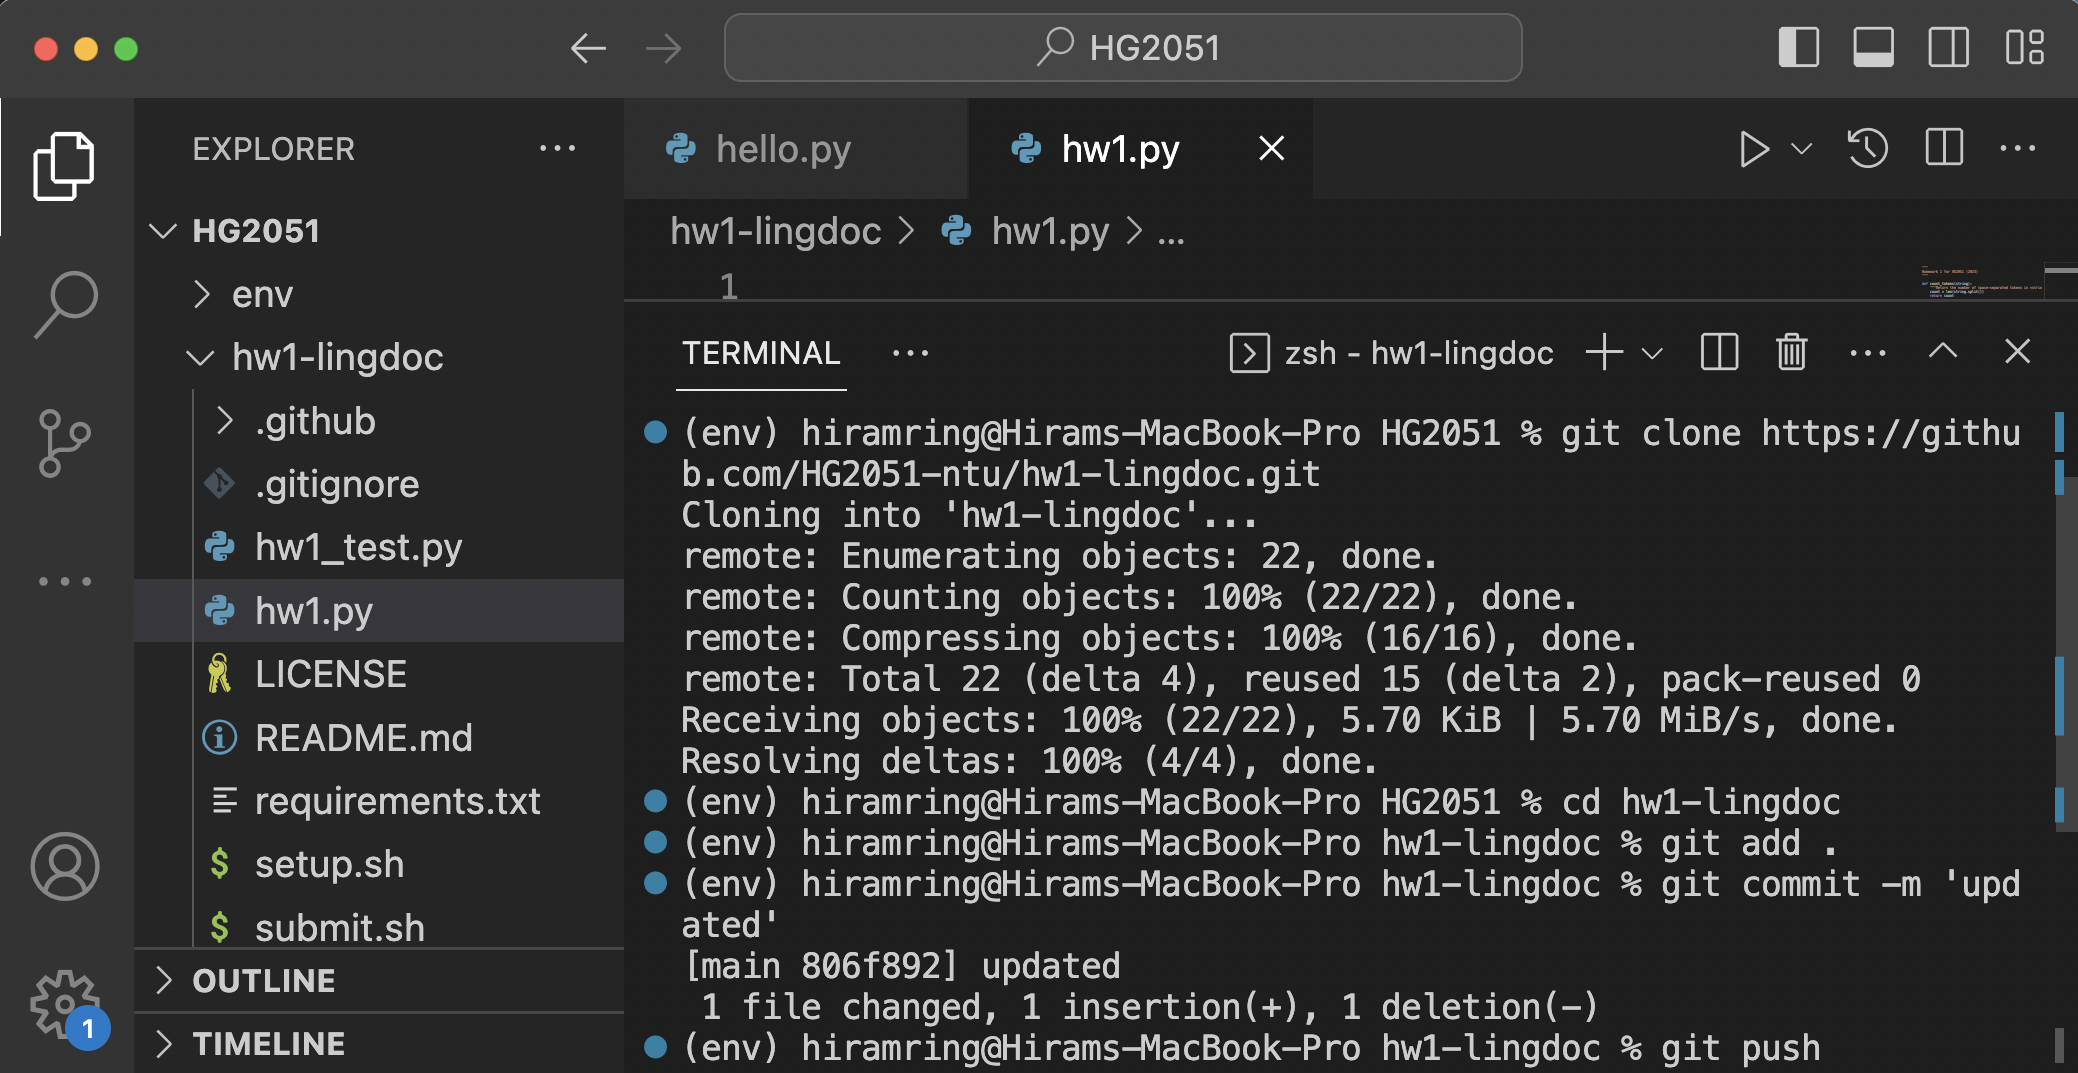 HG2051
EXPLORER
HG2051
env
hw1-lingdoc
.github
.gitignore
hw1_test.py
hw1.py
LICENSE
README.md
requirements.txt
setup.sh
submit.sh
OUTLINE
TIMELINE
1
hello.py
hw1.py
hw1-lingdoc > hw1.py > ...
1
TERMINAL
zsh - hw1-lingdoc
(env) hiramring@Hirams-MacBook-Pro HG2051 % git clone https://githu
b.com/HG2051-ntu/hw1-lingdoc.git
Cloning into 'hw1-lingdoc'...
remote: Enumerating objects: 22, done.
remote: Counting objects: 100% (22/22), done.
remote: Compressing objects: 100% (16/16), done.
remote: Total 22 (delta 4), reused 15 (delta 2), pack-reused 0
Receiving objects: 100% (22/22), 5.70 KiB | 5.70 MiB/s, done.
Resolving deltas: 100% (4/4), done.
(env) hiramring@Hirams-MacBook-Pro HG2051 % cd hw1-lingdoc
(env) hiramring@Hirams-MacBook-Pro hw1-lingdoc % git add .
(env) hiramring@Hirams-MacBook-Pro hw1-lingdoc % git commit -m 'upd
ated'
[main 806f892] updated
1 file changed, 1 insertion(+), 1 deletion(-)
(env) hiramring@Hirams-MacBook-Pro hw1-lingdoc % git push